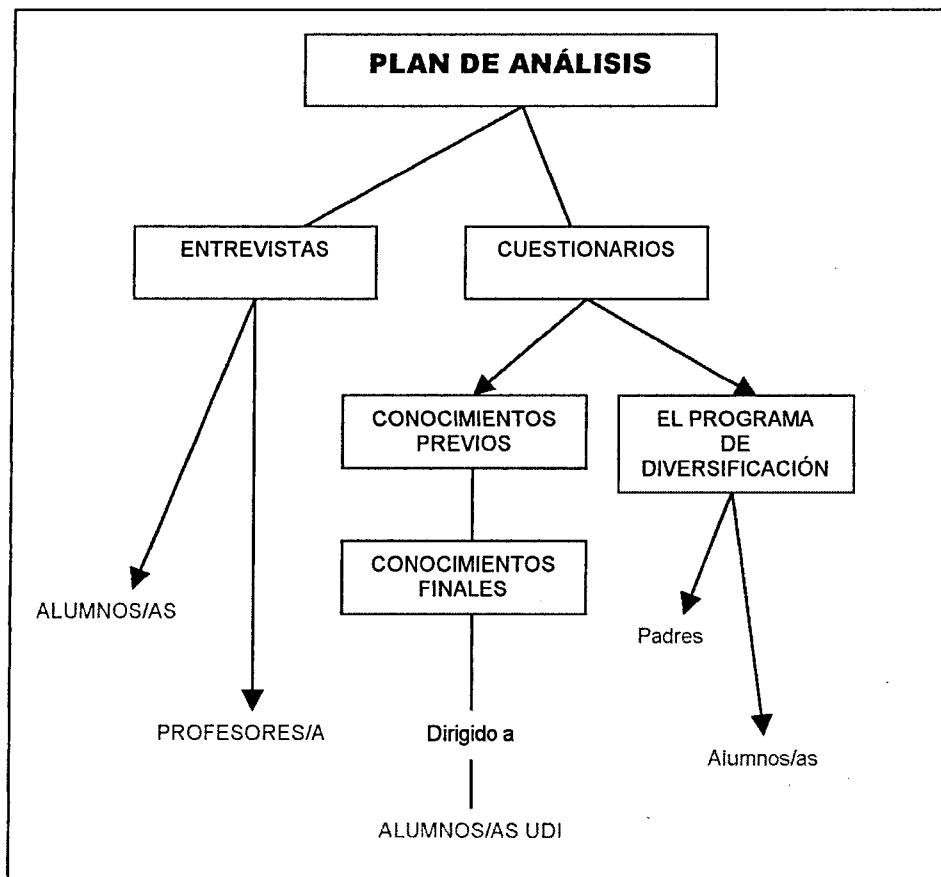 PLAN DE ANÁLISIS
ENTREVISTAS
CUESTIONARIOS
CONOCIMIENTOS
PREVIOS
EL PROGRAMA
DE
DIVERSIFICACIÓN
CONOCIMIENTOS
FINALES
ALUMNOS/AS
Padres
PROFESORES/A
Dirigido a
Alumnos/as
ALUMNOS/AS UDI